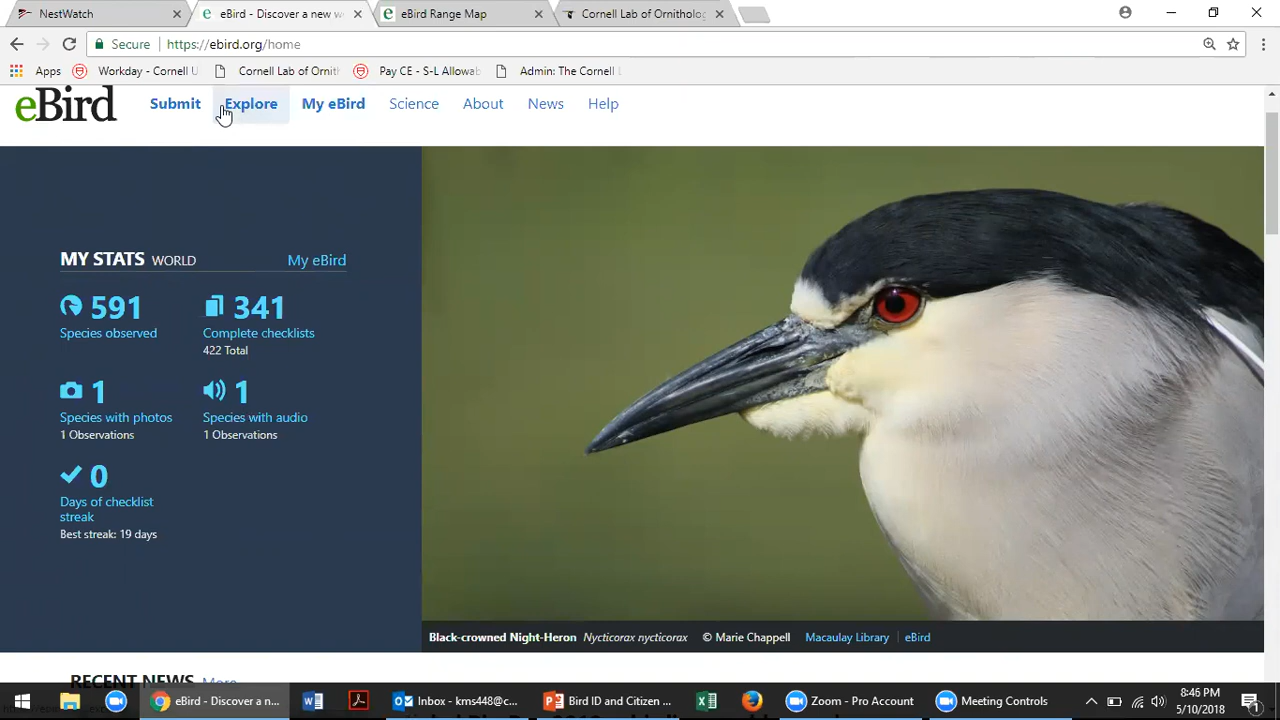 NestWatch
eBird - Discover a new w
eBird Range Map
Cornell Lab of Ornitholog
Secure https://ebird.org/home
Apps Workday - Cornell U Cornell Lab of Ornith Pay CE - S-L Allowab Admin: The Cornell L
eBird Submit Explore My eBird Science About News Help
MY STATS WORLD My eBird
591 341
Species observed Complete checklists
422 Total
1 1
Species with photos Species with audio
1 Observations 1 Observations
0
Days of checklist
streak
Best streak: 19 days
Black-crowned Night-Heron Nycticorax nycticorax © Marie Chappell Macaulay Library eBird
RECENT NEWS More
eBird - Discover a n... Inbox - kms448@c... Bird ID and Citizen ... Zoom - Pro Account Meeting Controls
8:46 PM
5/10/2018
1